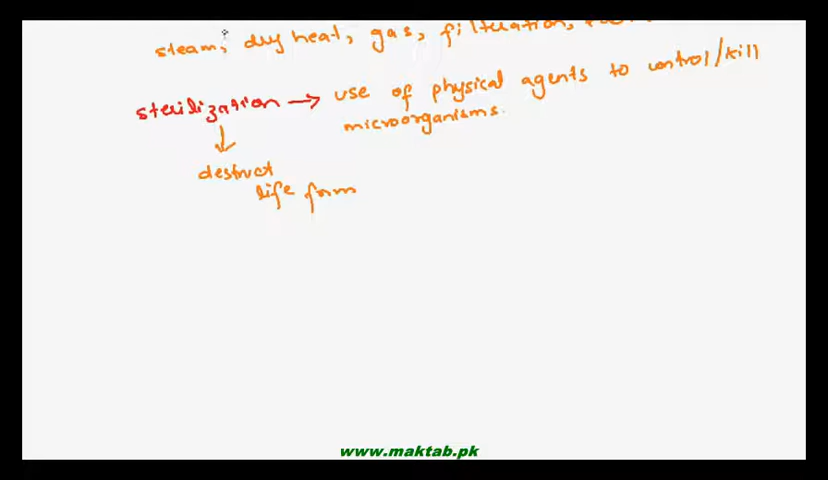 steam, dry heat, gas, filteration,
sterilization → use of physical agents to control/kill
microorganisms.
↓
destruct
life form
www.maktab.pk